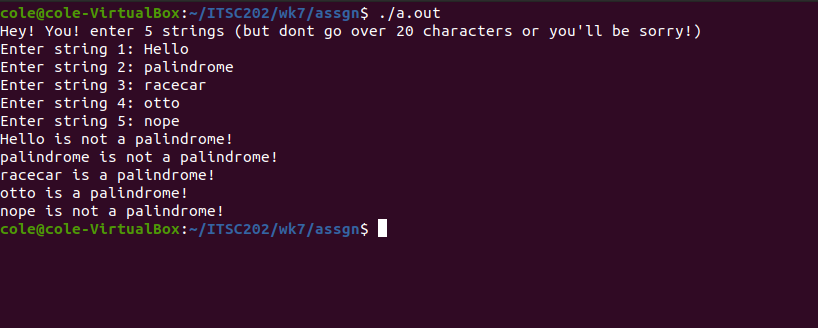 cole@cole-VirtualBox:~/ITSC202/wk7/assgn$ ./a.out
Hey! You! enter 5 strings (but dont go over 20 characters or you'll be sorry!)
Enter string 1: Hello
Enter string 2: palindrome
Enter string 3: racecar
Enter string 4: otto
Enter string 5: nope
Hello is not a palindrome!
palindrome is not a palindrome!
racecar is a palindrome!
otto is a palindrome!
nope is not a palindrome!
cole@cole-VirtualBox:~/ITSC202/wk7/assgn$